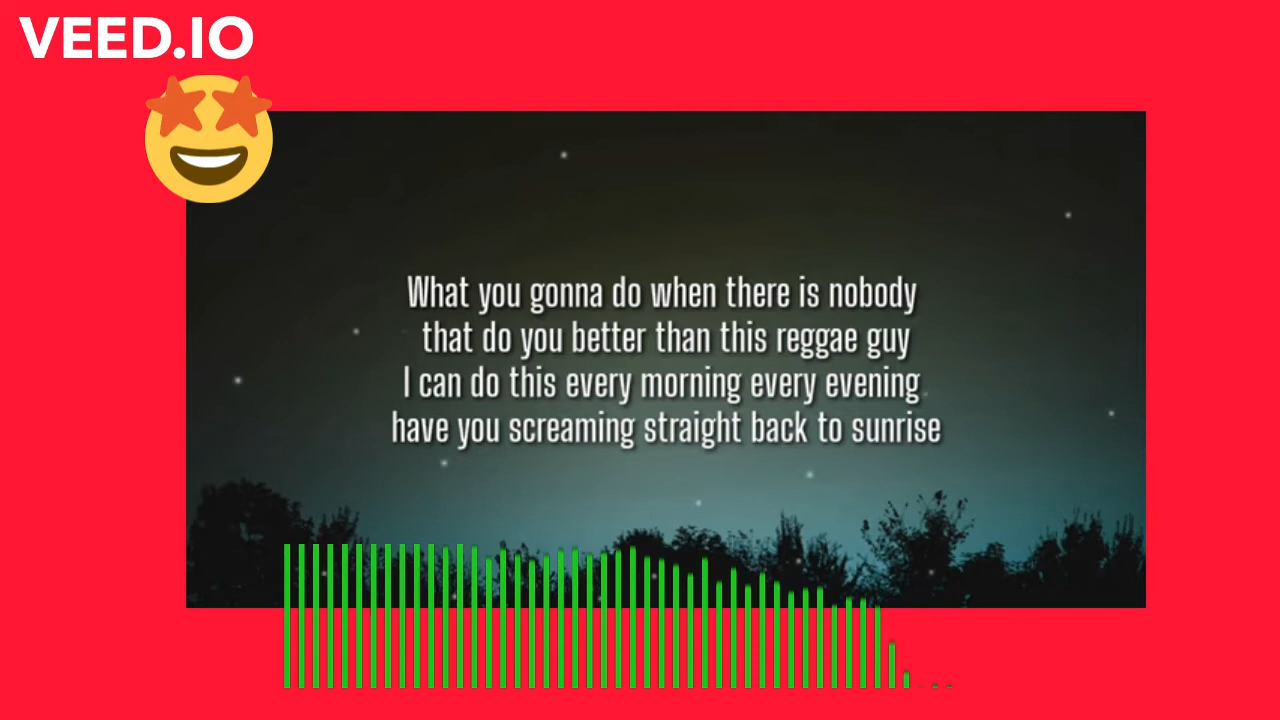 VEED.IO
What you gonna do when there is nobody
that do you better than this reggae guy
I can do this every morning every evening
have you screaming straight back to sunrise